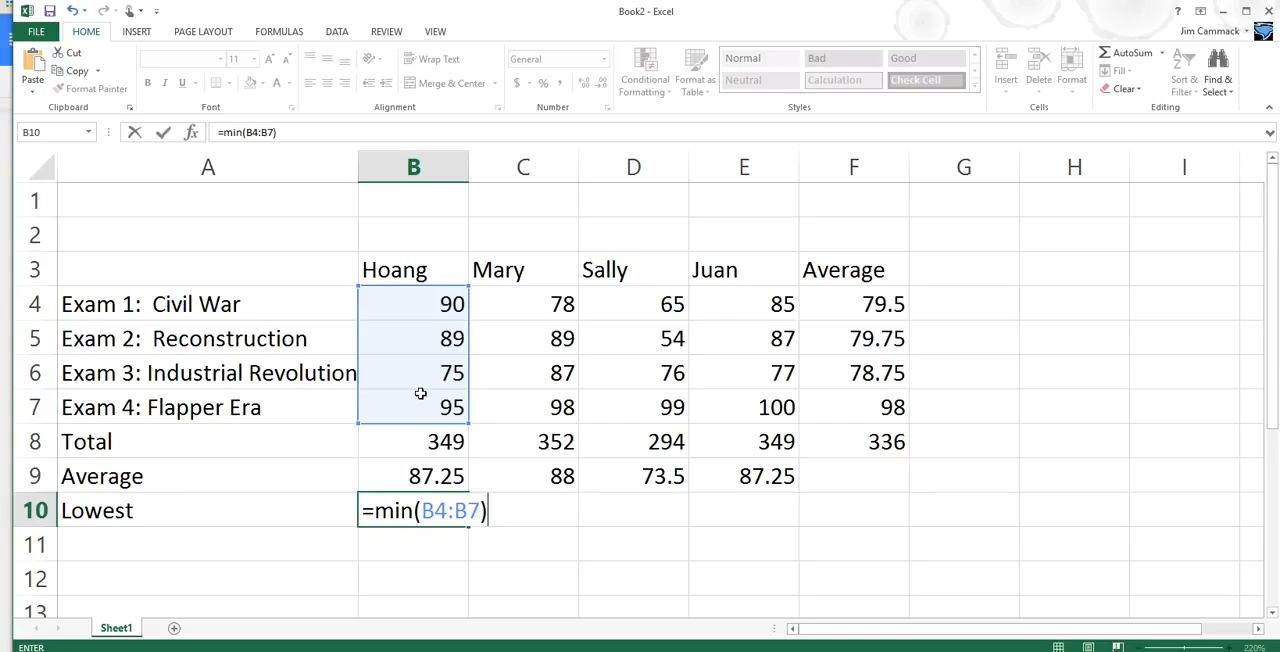 Book2 - Excel
?
FILE HOME INSERT PAGE LAYOUT FORMULAS DATA REVIEW VIEW Jim Cammack
Paste
Cut
Copy
Format Painter
Clipboard
11 A A
B I U A
Font
Wrap Text
Merge & Center
Alignment
General
$ % ,
Number
Conditional Formatting
Format as Table
Normal Bad Good
Neutral Calculation Check Cell
Styles
Insert Delete Format
Cells
AutoSum
Fill
Clear
Sort & Filter
Find & Select
Editing
B10 fx =min(B4:B7)
A B C D E F G H I
1
2
3 Hoang Mary Sally Juan Average
4 Exam 1: Civil War 90 78 65 85 79.5
5 Exam 2: Reconstruction 89 89 54 87 79.75
6 Exam 3: Industrial Revolution 75 87 76 77 78.75
7 Exam 4: Flapper Era 95 98 99 100 98
8 Total 349 352 294 349 336
9 Average 87.25 88 73.5 87.25
10 Lowest =min(B4:B7)
11
12
13
Sheet1
ENTER 220%